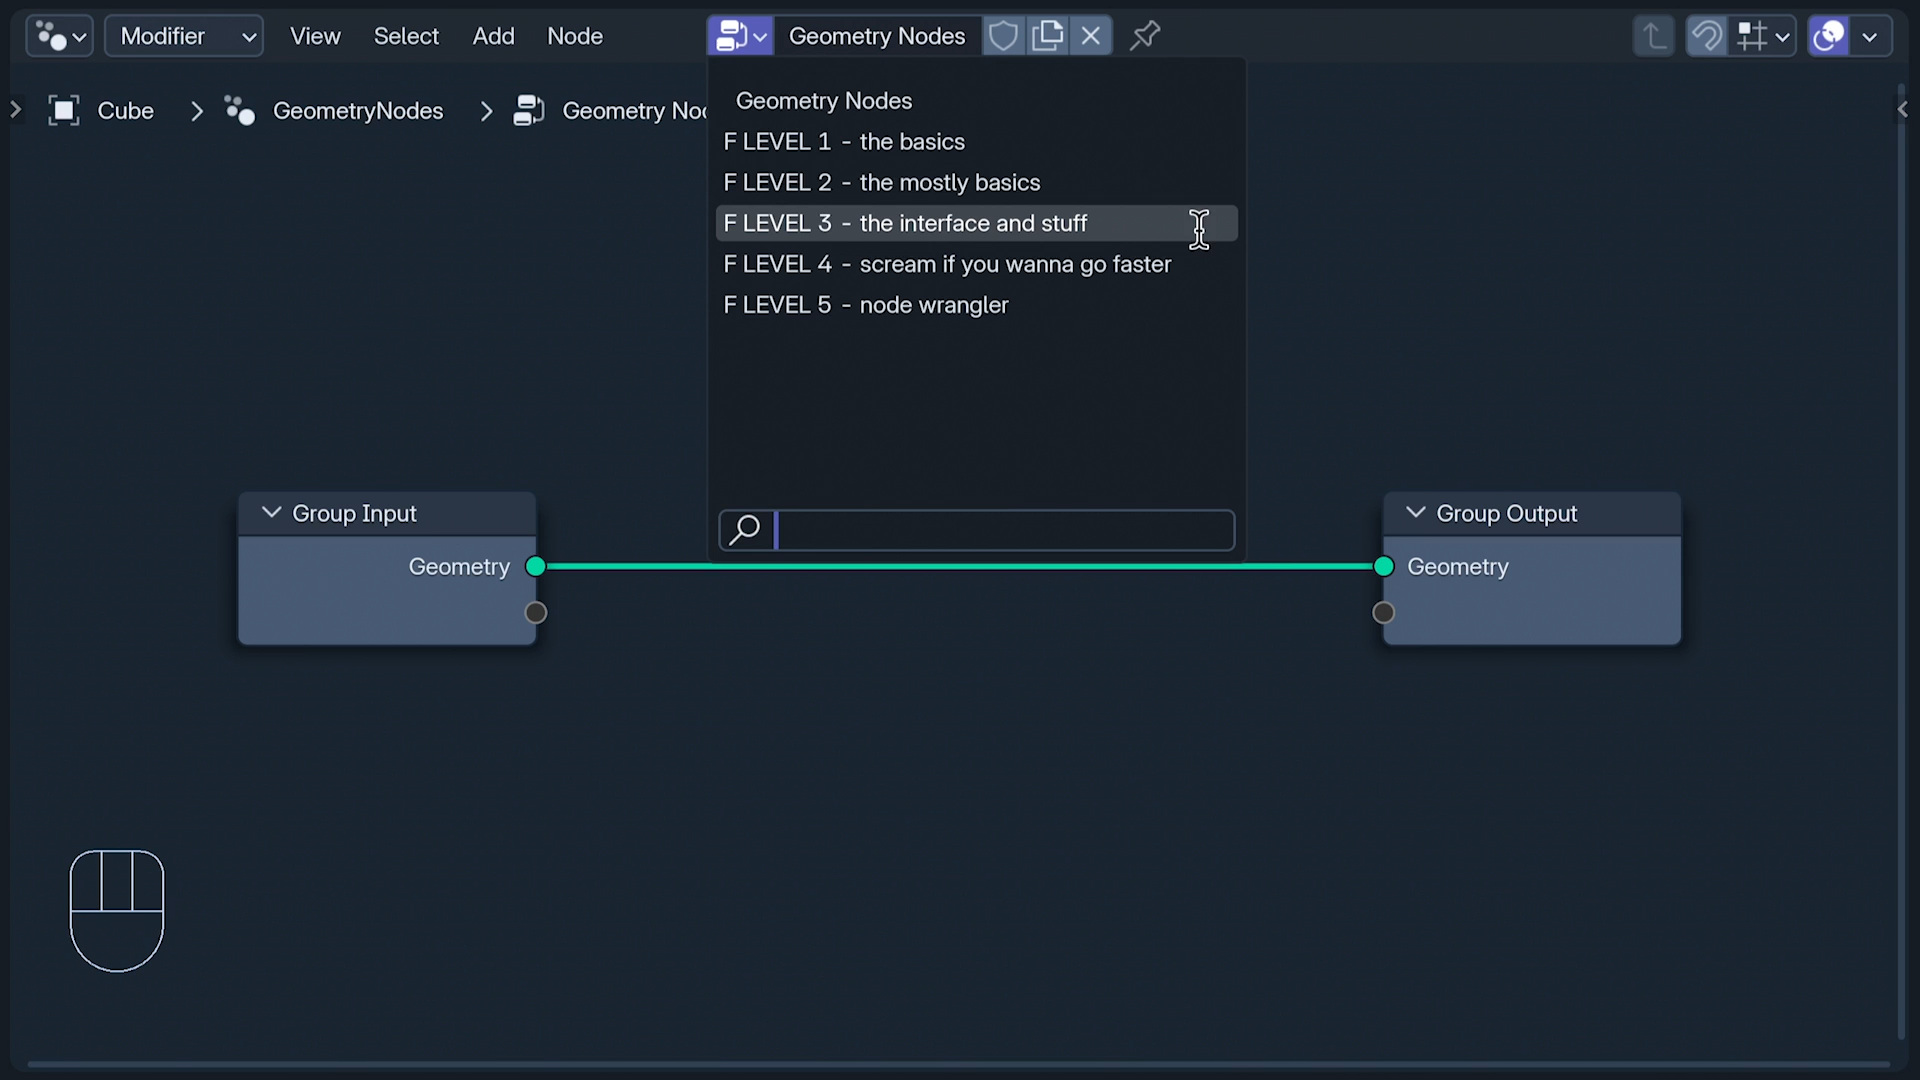 Modifier View Select Add Node Geometry Nodes
Cube GeometryNodes Geometry Noc
Geometry Nodes
F LEVEL 1 - the basics
F LEVEL 2 - the mostly basics
F LEVEL 3 - the interface and stuff
F LEVEL 4 - scream if you wanna go faster
F LEVEL 5 - node wrangler
Group Input
Geometry
Group Output
Geometry